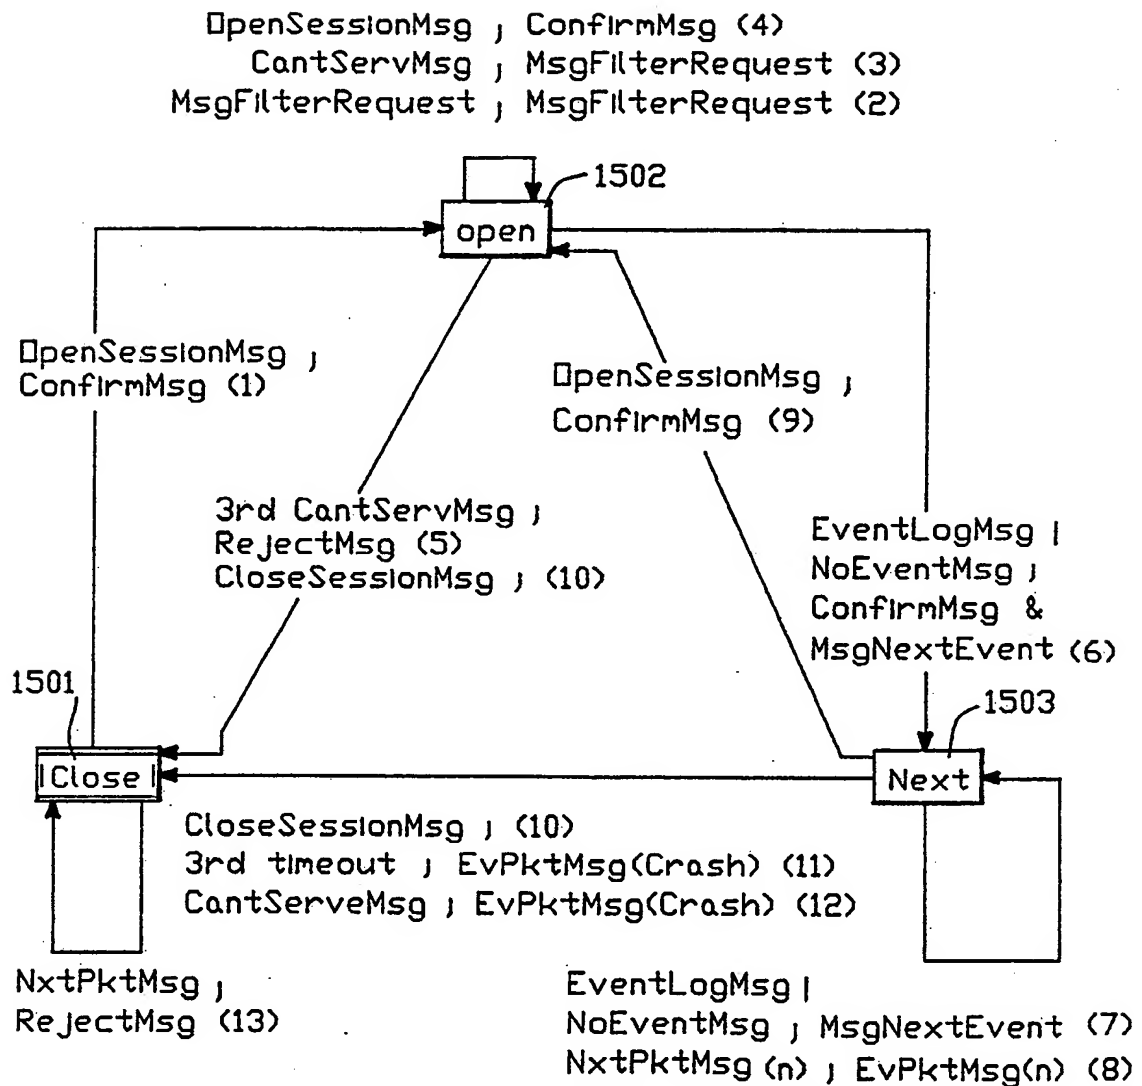 OpenSessionMsg ; ConfirmMsg (4)
CantServMsg ; MsgFilterRequest (3)
MsgFilterRequest ; MsgFilterRequest (2)
1502
open
OpenSessionMsg ;
ConfirmMsg (1)
OpenSessionMsg ;
ConfirmMsg (9)
3rd CantServMsg ;
RejectMsg (5)
CloseSessionMsg ; (10)
EventLogMsg |
NoEventMsg ;
ConfirmMsg &
MsgNextEvent (6)
1501
1503
|Close|
Next
CloseSessionMsg ; (10)
3rd timeout ; EvPktMsg(Crash) (11)
CantServeMsg ; EvPktMsg(Crash) (12)
NxtPktMsg ;
RejectMsg (13)
EventLogMsg |
NoEventMsg ; MsgNextEvent (7)
NxtPktMsg (n) ; EvPktMsg(n) (8)